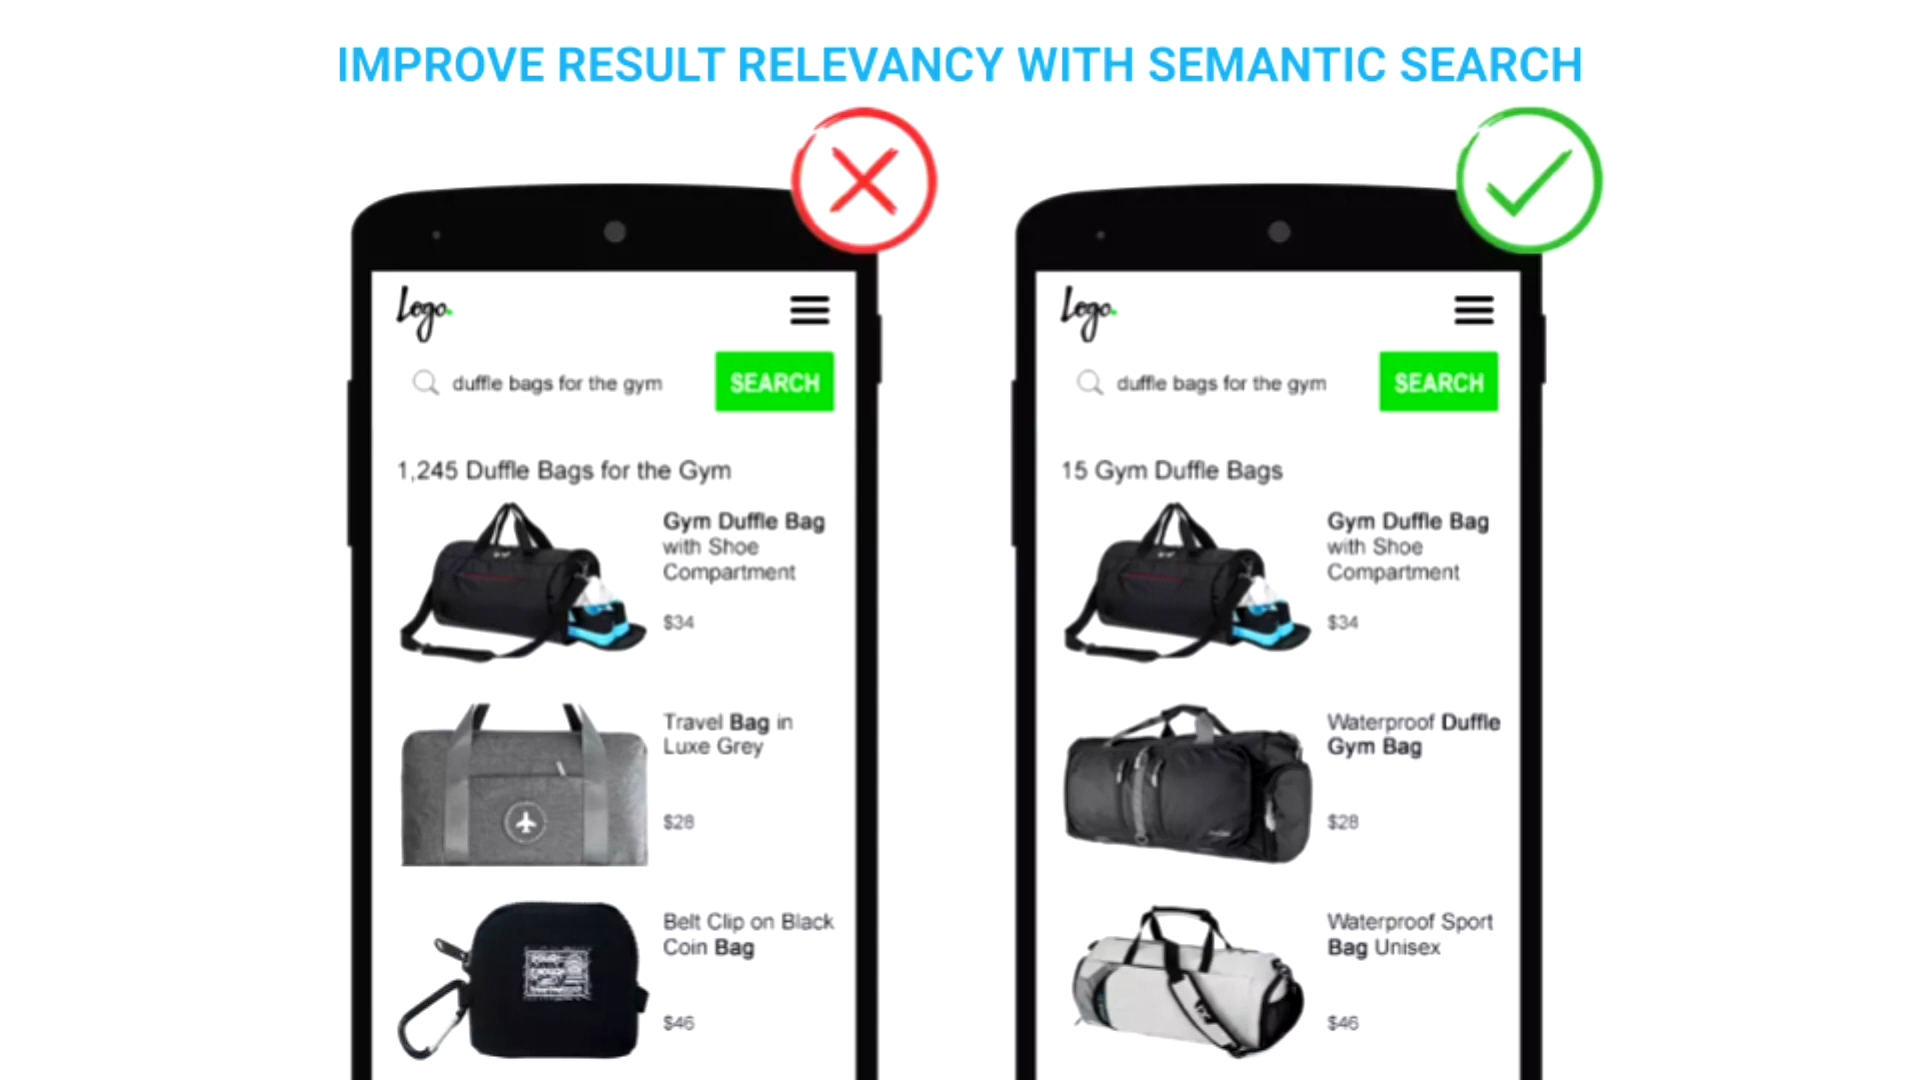 IMPROVE RESULT RELEVANCY WITH SEMANTIC SEARCH
Logo.
duffle bags for the gym
SEARCH
1,245 Duffle Bags for the Gym
Gym Duffle Bag
with Shoe
Compartment
$34
Travel Bag in
Luxe Grey
$28
Belt Clip on Black
Coin Bag
$46
Logo.
duffle bags for the gym
SEARCH
15 Gym Duffle Bags
Gym Duffle Bag
with Shoe
Compartment
$34
Waterproof Duffle
Gym Bag
$28
Waterproof Sport
Bag Unisex
$46